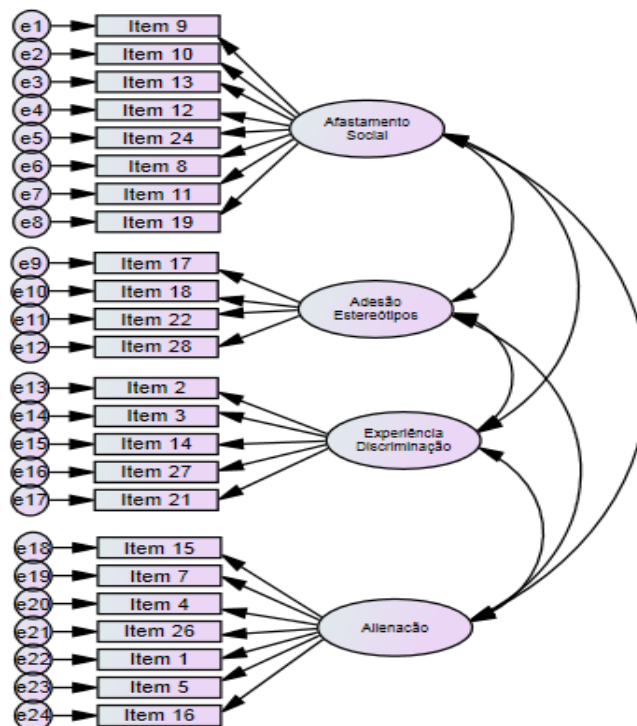 e1 Item 9
e2 Item 10
e3 Item 13
e4 Item 12
e5 Item 24
e6 Item 8
e7 Item 11
e8 Item 19
Afastamento
Social
e9 Item 17
e10 Item 18
e11 Item 22
e12 Item 28
Adesão
Estereótipos
e13 Item 2
e14 Item 3
e15 Item 14
e16 Item 27
e17 Item 21
Experiência
Discriminação
e18 Item 15
e19 Item 7
e20 Item 4
e21 Item 26
e22 Item 1
e23 Item 5
e24 Item 16
Alienacão